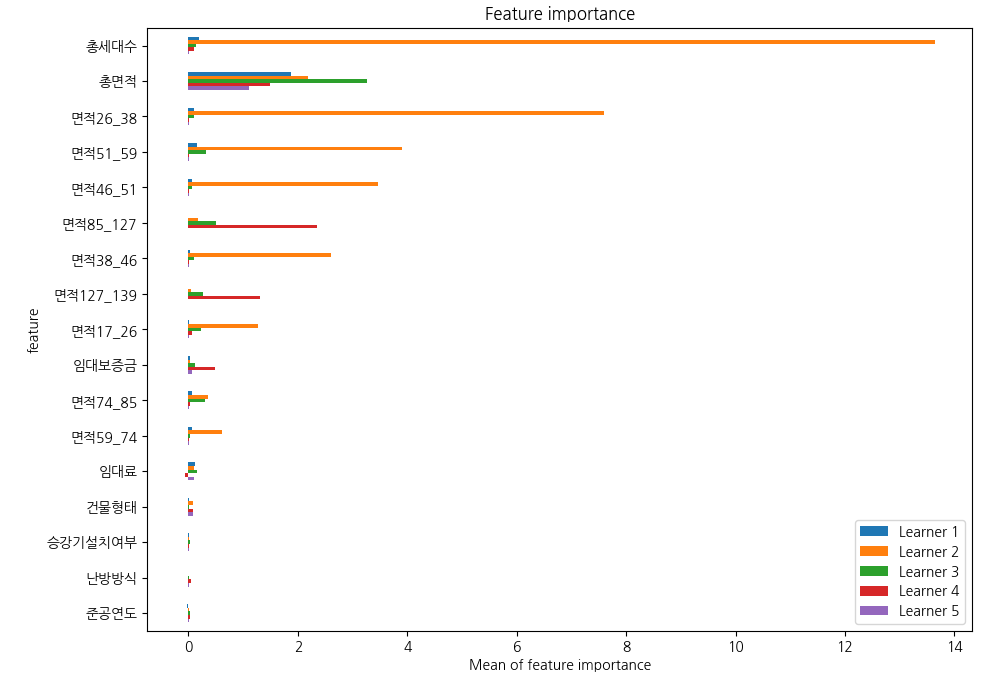 Feature importance
총세대수
총면적
면적26_38
면적51_59
면적46_51
면적85_127
면적38_46
면적127_139
면적17_26
임대보증금
면적74_85
면적59_74
임대료
건물형태
승강기설치여부
난방방식
준공연도
feature
0 2 4 6 8 10 12 14
Mean of feature importance
Learner 1
Learner 2
Learner 3
Learner 4
Learner 5